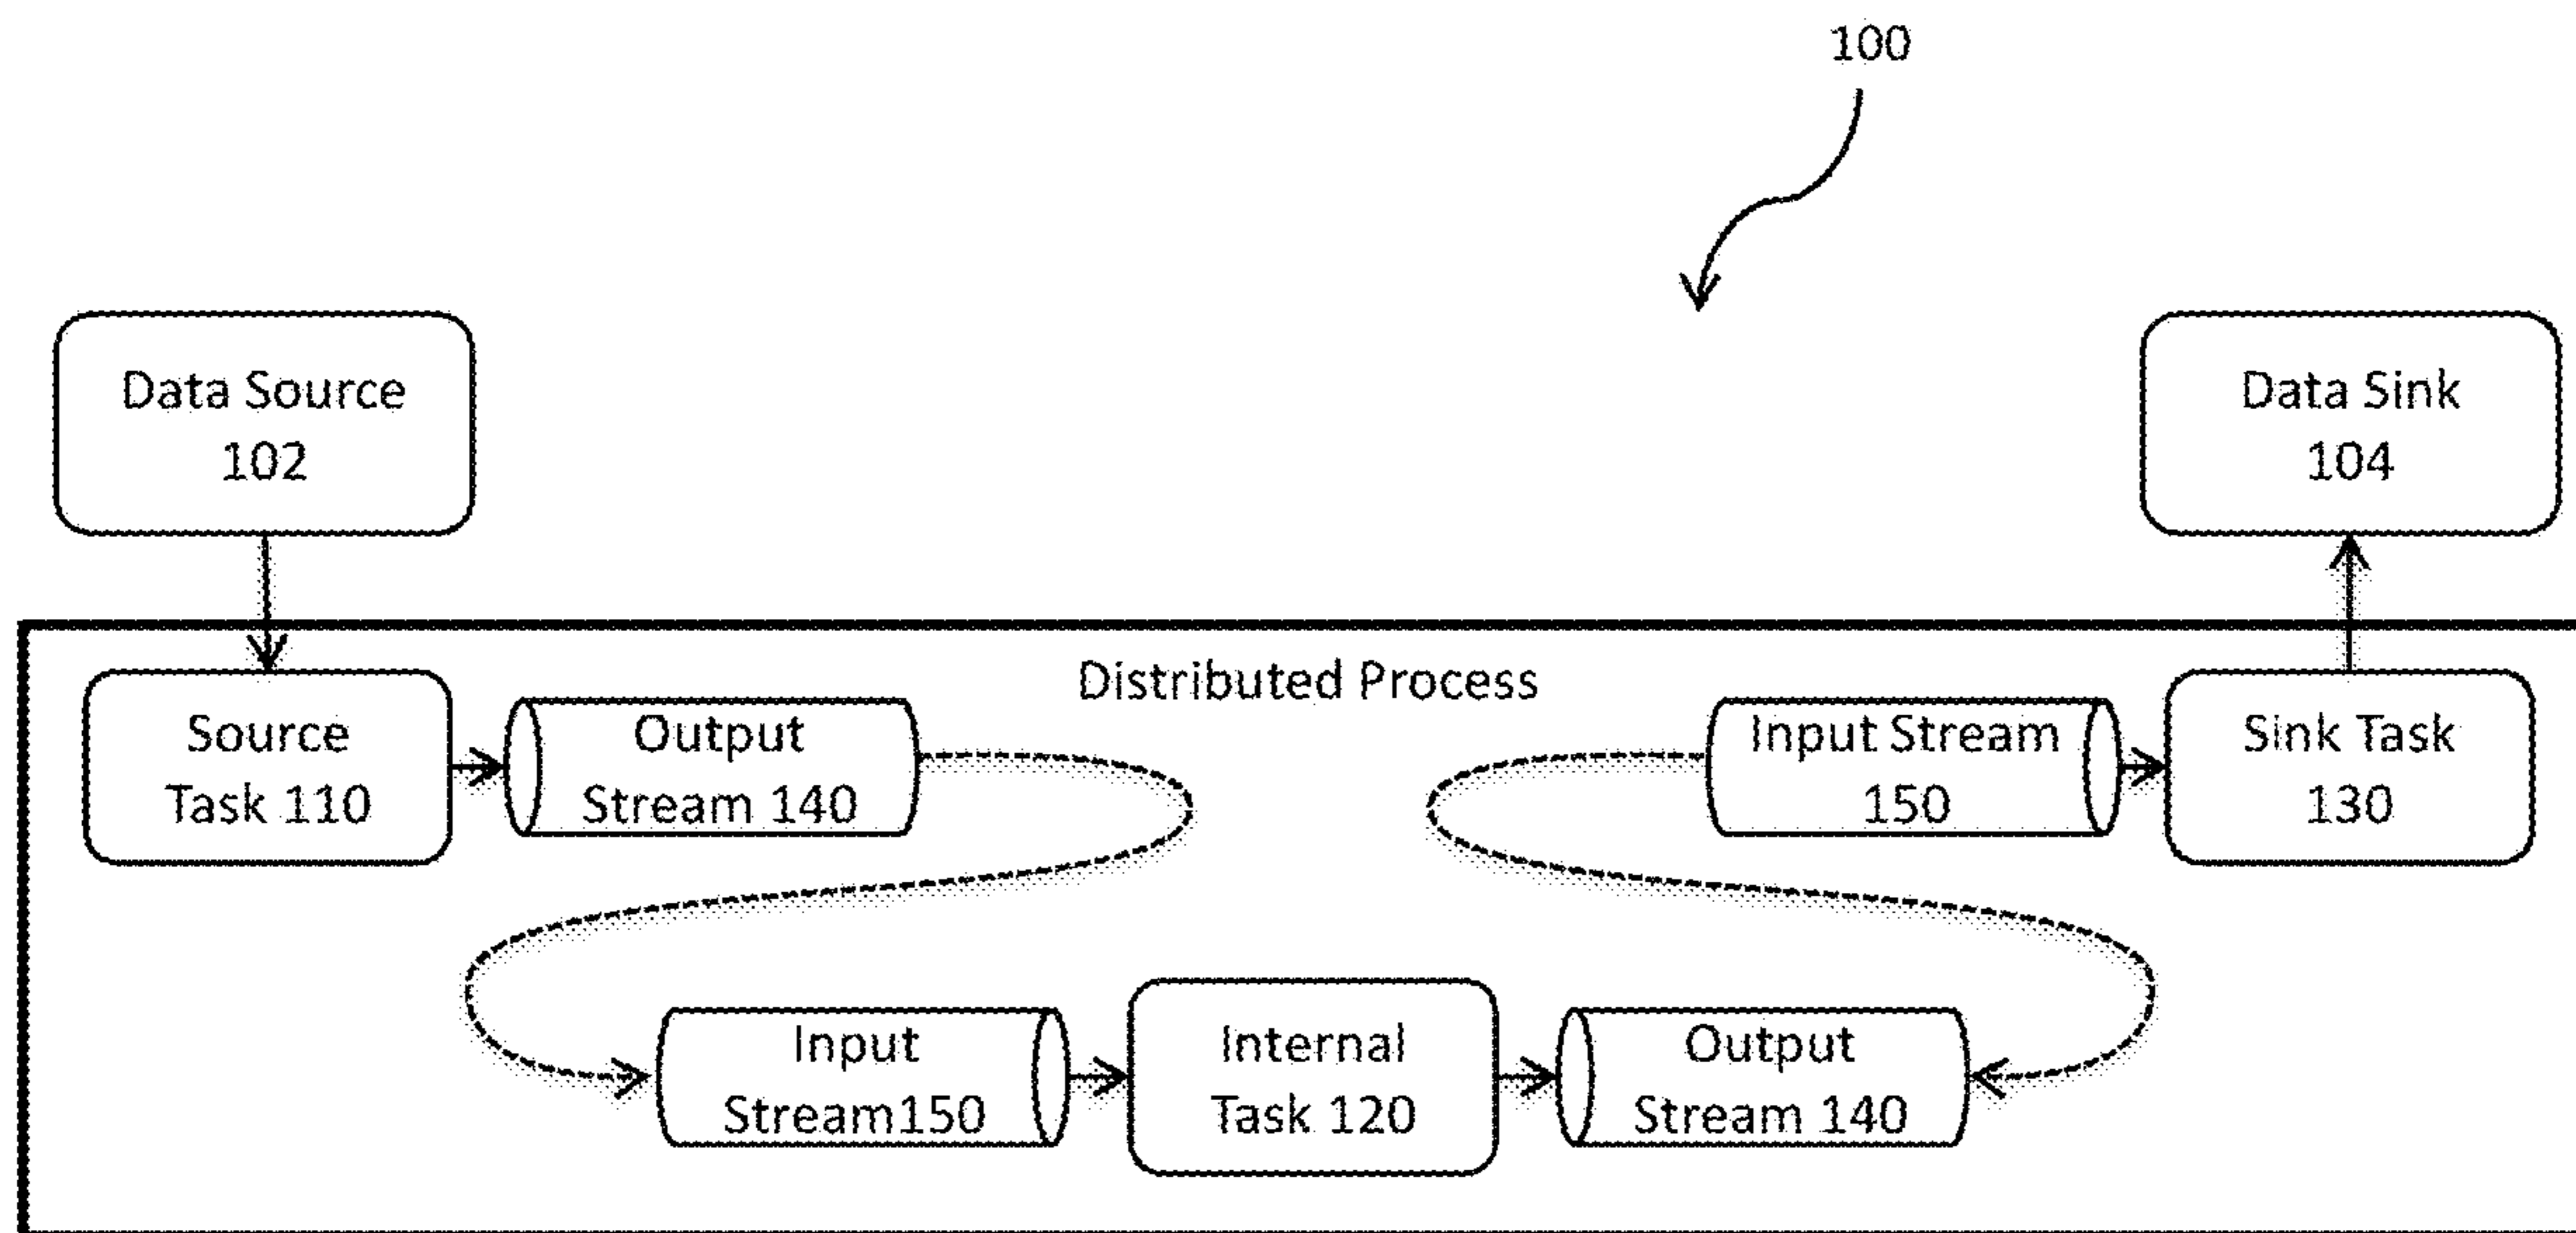 100
Data Source
102
Data Sink
104
Distributed Process
Source
Task 110
Output
Stream 140
Input Stream
150
Sink Task
130
Input
Stream150
Internal
Task 120
Output
Stream 140